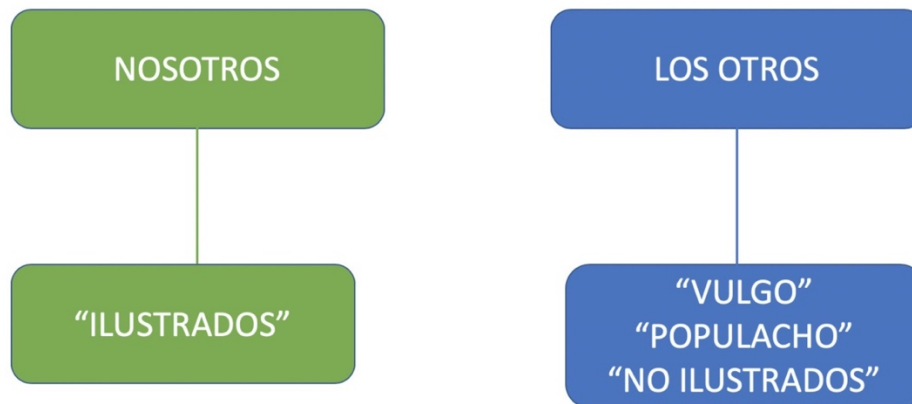 NOSOTROS
LOS OTROS
“ILUSTRADOS”
“VULGO”
“POPULACHO”
“NO ILUSTRADOS”